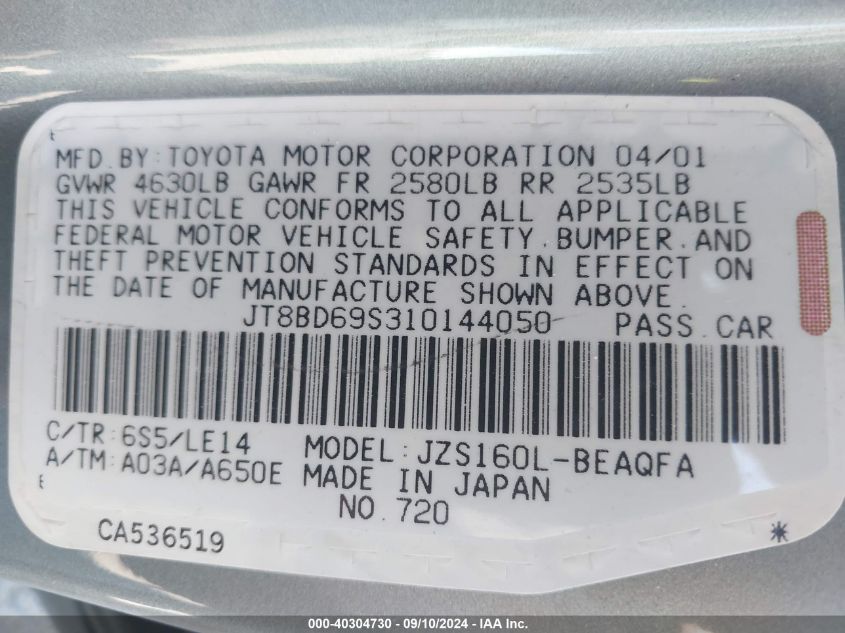 MFD. BY: TOYOTA MOTOR CORPORATION 04/01
GVWR 4630LB GAWR FR 2580LB RR 2535LB
THIS VEHICLE CONFORMS TO ALL APPLICABLE
FEDERAL MOTOR VEHICLE SAFETY. BUMPER. AND
THEFT PREVENTION STANDARDS IN EFFECT ON
THE DATE OF MANUFACTURE SHOWN ABOVE.
JT8BD69S310144050 PASS. CAR
C/TR: 6S5/LE14 MODEL: JZS160L-BEAQFA
A/TM: A03A/A650E MADE IN JAPAN
NO. 720
CA536519
000-40304730 - 09/10/2024 - IAA Inc.